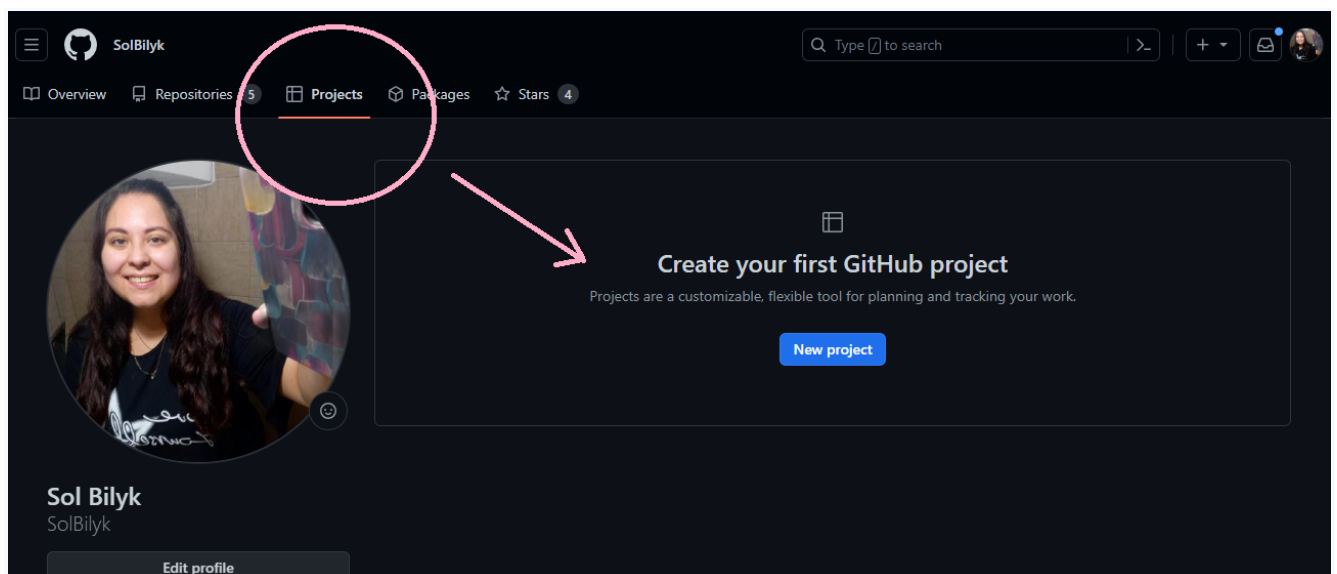 SolBilyk
Type / to search
Overview Repositories 5 Projects Packages Stars 4
Create your first GitHub project
Projects are a customizable, flexible tool for planning and tracking your work.
New project
Sol Bilyk
SolBilyk
Edit profile